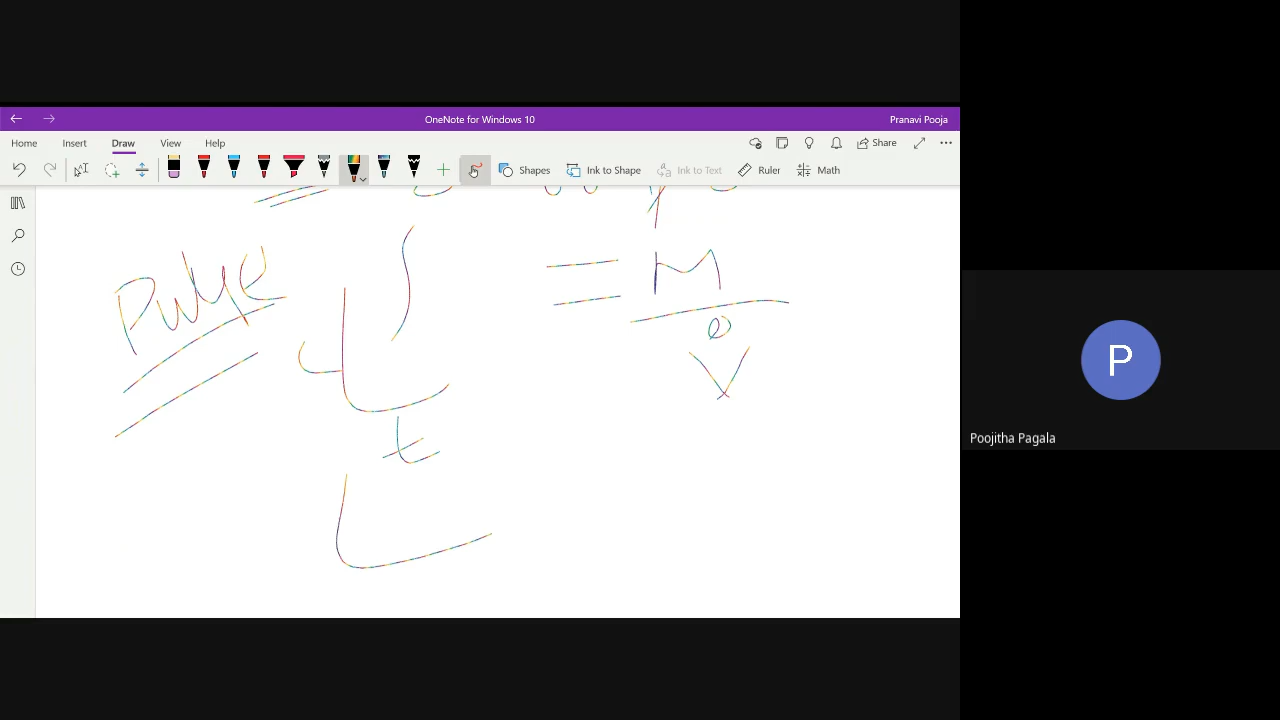 OneNote for Windows 10
Pranavi Pooja
Home Insert Draw View Help
Share
Shapes Ink to Shape Ink to Text Ruler Math
Pulse
= M
e
V
t
P
Poojitha Pagala